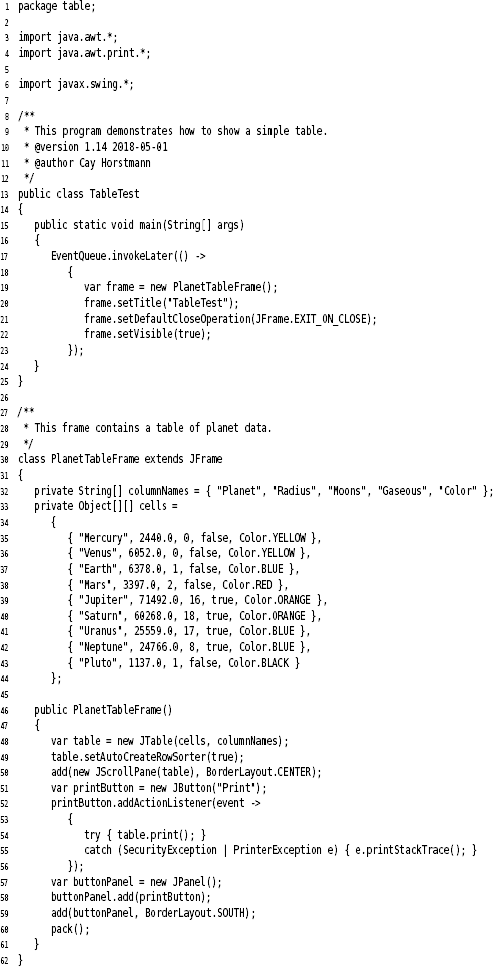 1 package table;
2
3 import java.awt.*;
4 import java.awt.print.*;
5
6 import javax.swing.*;
7
8 /**
9  * This program demonstrates how to show a simple table.
10  * @version 1.14 2018-05-01
11  * @author Cay Horstmann
12  */
13 public class TableTest
14 {
15    public static void main(String[] args)
16    {
17       EventQueue.invokeLater(() ->
18          {
19             var frame = new PlanetTableFrame();
20             frame.setTitle("TableTest");
21             frame.setDefaultCloseOperation(JFrame.EXIT_ON_CLOSE);
22             frame.setVisible(true);
23          });
24    }
25 }
26
27 /**
28  * This frame contains a table of planet data.
29  */
30 class PlanetTableFrame extends JFrame
31 {
32    private String[] columnNames = { "Planet", "Radius", "Moons", "Gaseous", "Color" };
33    private Object[][] cells =
34       {
35          { "Mercury", 2440.0, 0, false, Color.YELLOW },
36          { "Venus", 6052.0, 0, false, Color.YELLOW },
37          { "Earth", 6378.0, 1, false, Color.BLUE },
38          { "Mars", 3397.0, 2, false, Color.RED },
39          { "Jupiter", 71492.0, 16, true, Color.ORANGE },
40          { "Saturn", 60268.0, 18, true, Color.ORANGE },
41          { "Uranus", 25559.0, 17, true, Color.BLUE },
42          { "Neptune", 24766.0, 8, true, Color.BLUE },
43          { "Pluto", 1137.0, 1, false, Color.BLACK }
44       };
45
46    public PlanetTableFrame()
47    {
48       var table = new JTable(cells, columnNames);
49       table.setAutoCreateRowSorter(true);
50       add(new JScrollPane(table), BorderLayout.CENTER);
51       var printButton = new JButton("Print");
52       printButton.addActionListener(event ->
53          {
54             try { table.print(); }
55             catch (SecurityException | PrinterException e) { e.printStackTrace(); }
56          });
57       var buttonPanel = new JPanel();
58       buttonPanel.add(printButton);
59       add(buttonPanel, BorderLayout.SOUTH);
60       pack();
61    }
62 }